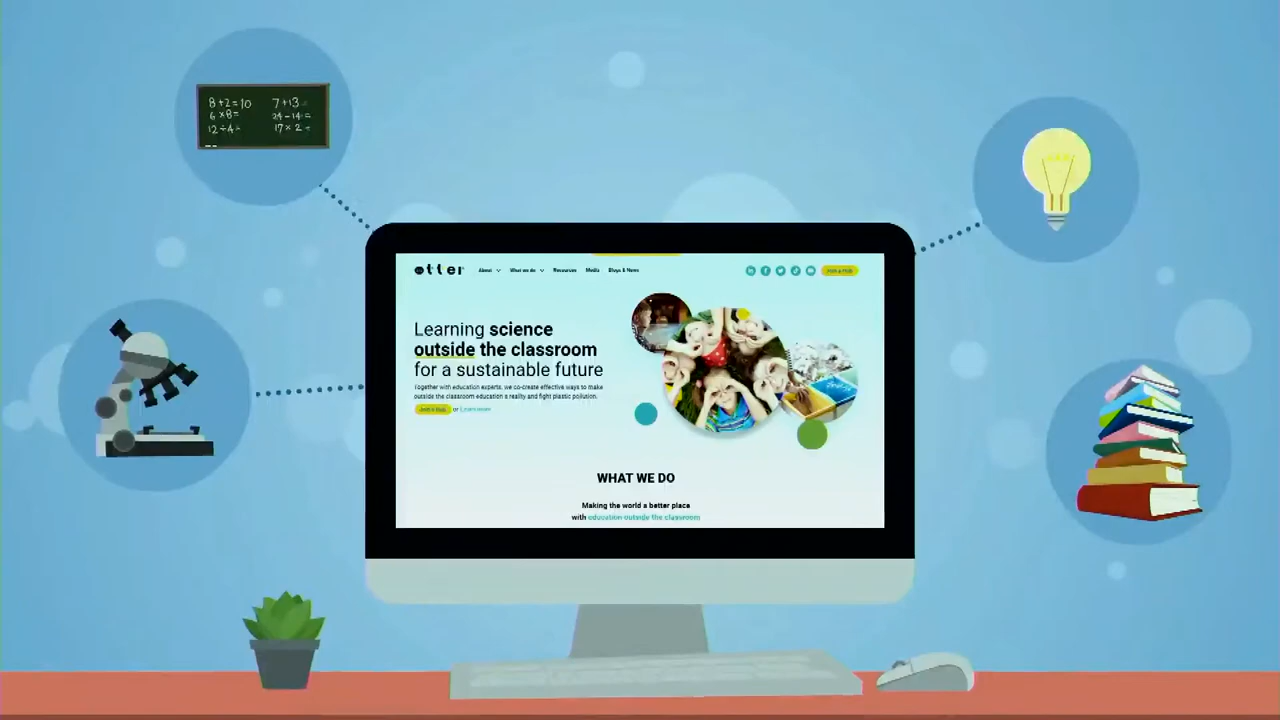 8+2=10
7+13=
6×8=
24-14=
12÷4=
17×2=
otter
About
What we do
Resources
Media
Blogs & News
Join a Hub
Learning science
outside the classroom
for a sustainable future
Together with education experts, we co-create effective ways to make
outside the classroom education a reality and fight plastic pollution.
Join a Hub or Learn more
WHAT WE DO
Making the world a better place
with education outside the classroom